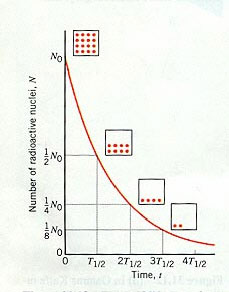 Number of radioactive nuclei, N
N₀
½N₀
¼N₀
⅛N₀
0
0 T₁/₂ 2T₁/₂ 3T₁/₂ 4T₁/₂
Time, t